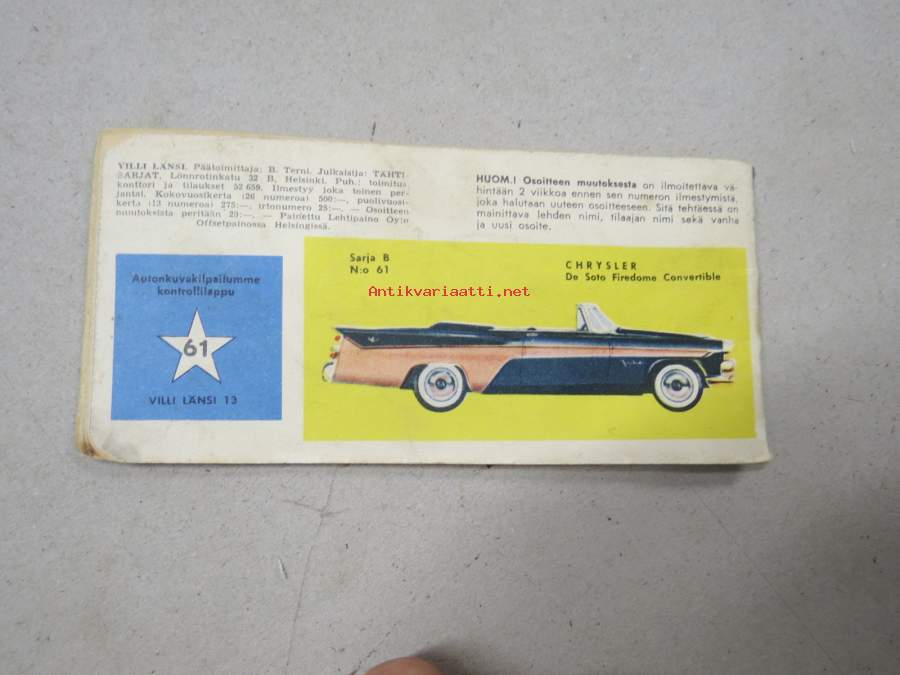 VILLI LÄNSI. Päätoimittaja: B. Terni. Julkaisija: TÄHTI
SARJAT, Lönnrotinkatu 32 B, Helsinki. Puh.: toimitus
konttori ja tilaukset 52 659. Ilmestyy joka toinen per-
jantai. Kokovuosikerta (26 numeroa) 500:—, puolivuosi-
kerta (13 numeroa) 275:—, irtonumero 25:—. — Osoitteen
muutoksista peritään 20:—. — Painettu Lehtipaino Oy:n
Offsetpainossa Helsingissä.
HUOM.! Osoitteen muutoksesta on ilmoitettava vä-
hintään 2 viikkoa ennen sen numeron ilmestymistä,
joka halutaan uuteen osoitteeseen. Sitä tehtäessä on
mainittava lehden nimi, tilaajan nimi sekä vanha
ja uusi osoite.
Autonkuvakilpailumme
kontrollilappu
61
VILLI LÄNSI 13
Sarja B
N:o 61
CHRYSLER
De Soto Firedome Convertible
Antikvariaatti.net